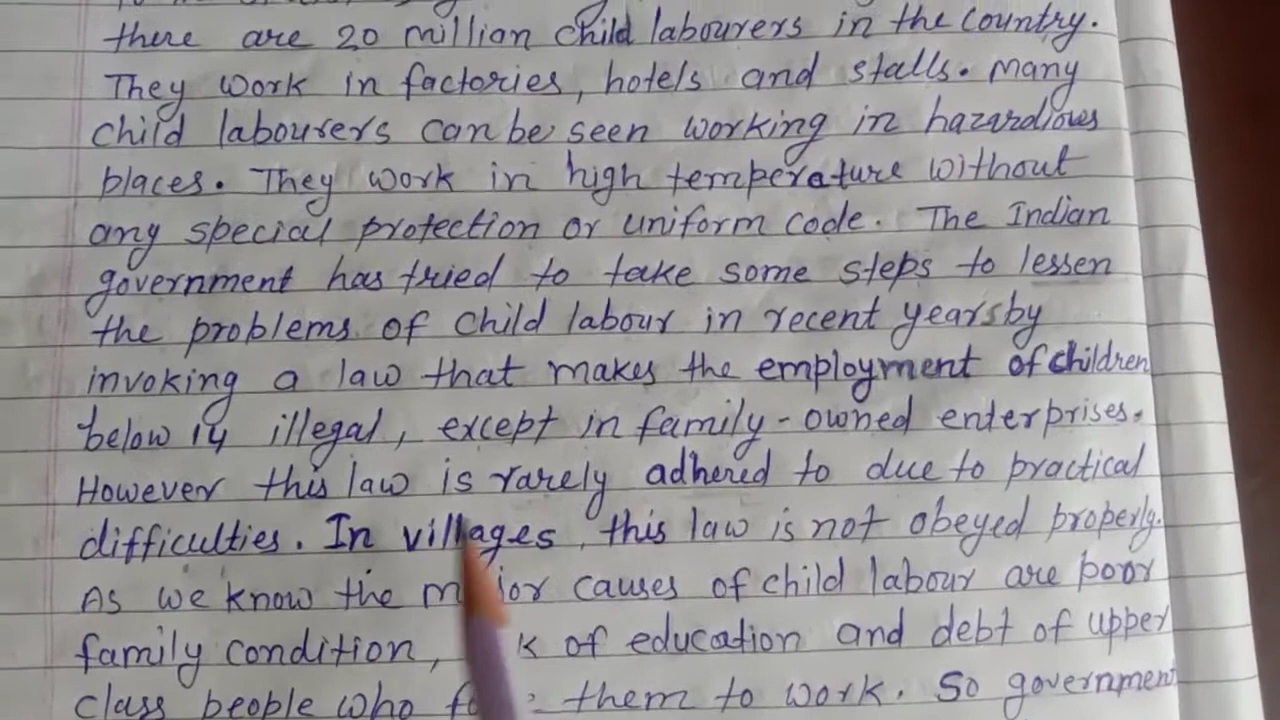 there are 20 million child labourers in the country.
They work in factories, hotels and stalls. Many
child labourers can be seen working in hazardious
places. They work in high temperature without
any special protection or uniform code. The Indian
government has tried to take some steps to lessen
the problems of child labour in recent years by
invoking a law that makes the employment of children
below 14 illegal, except in family-owned enterprises.
However this law is rarely adhered to due to practical
difficulties. In villages, this law is not obeyed properly.
As we know the causes of child labour are poor
family condition, of education and debt of upper
class people who them to work. So government